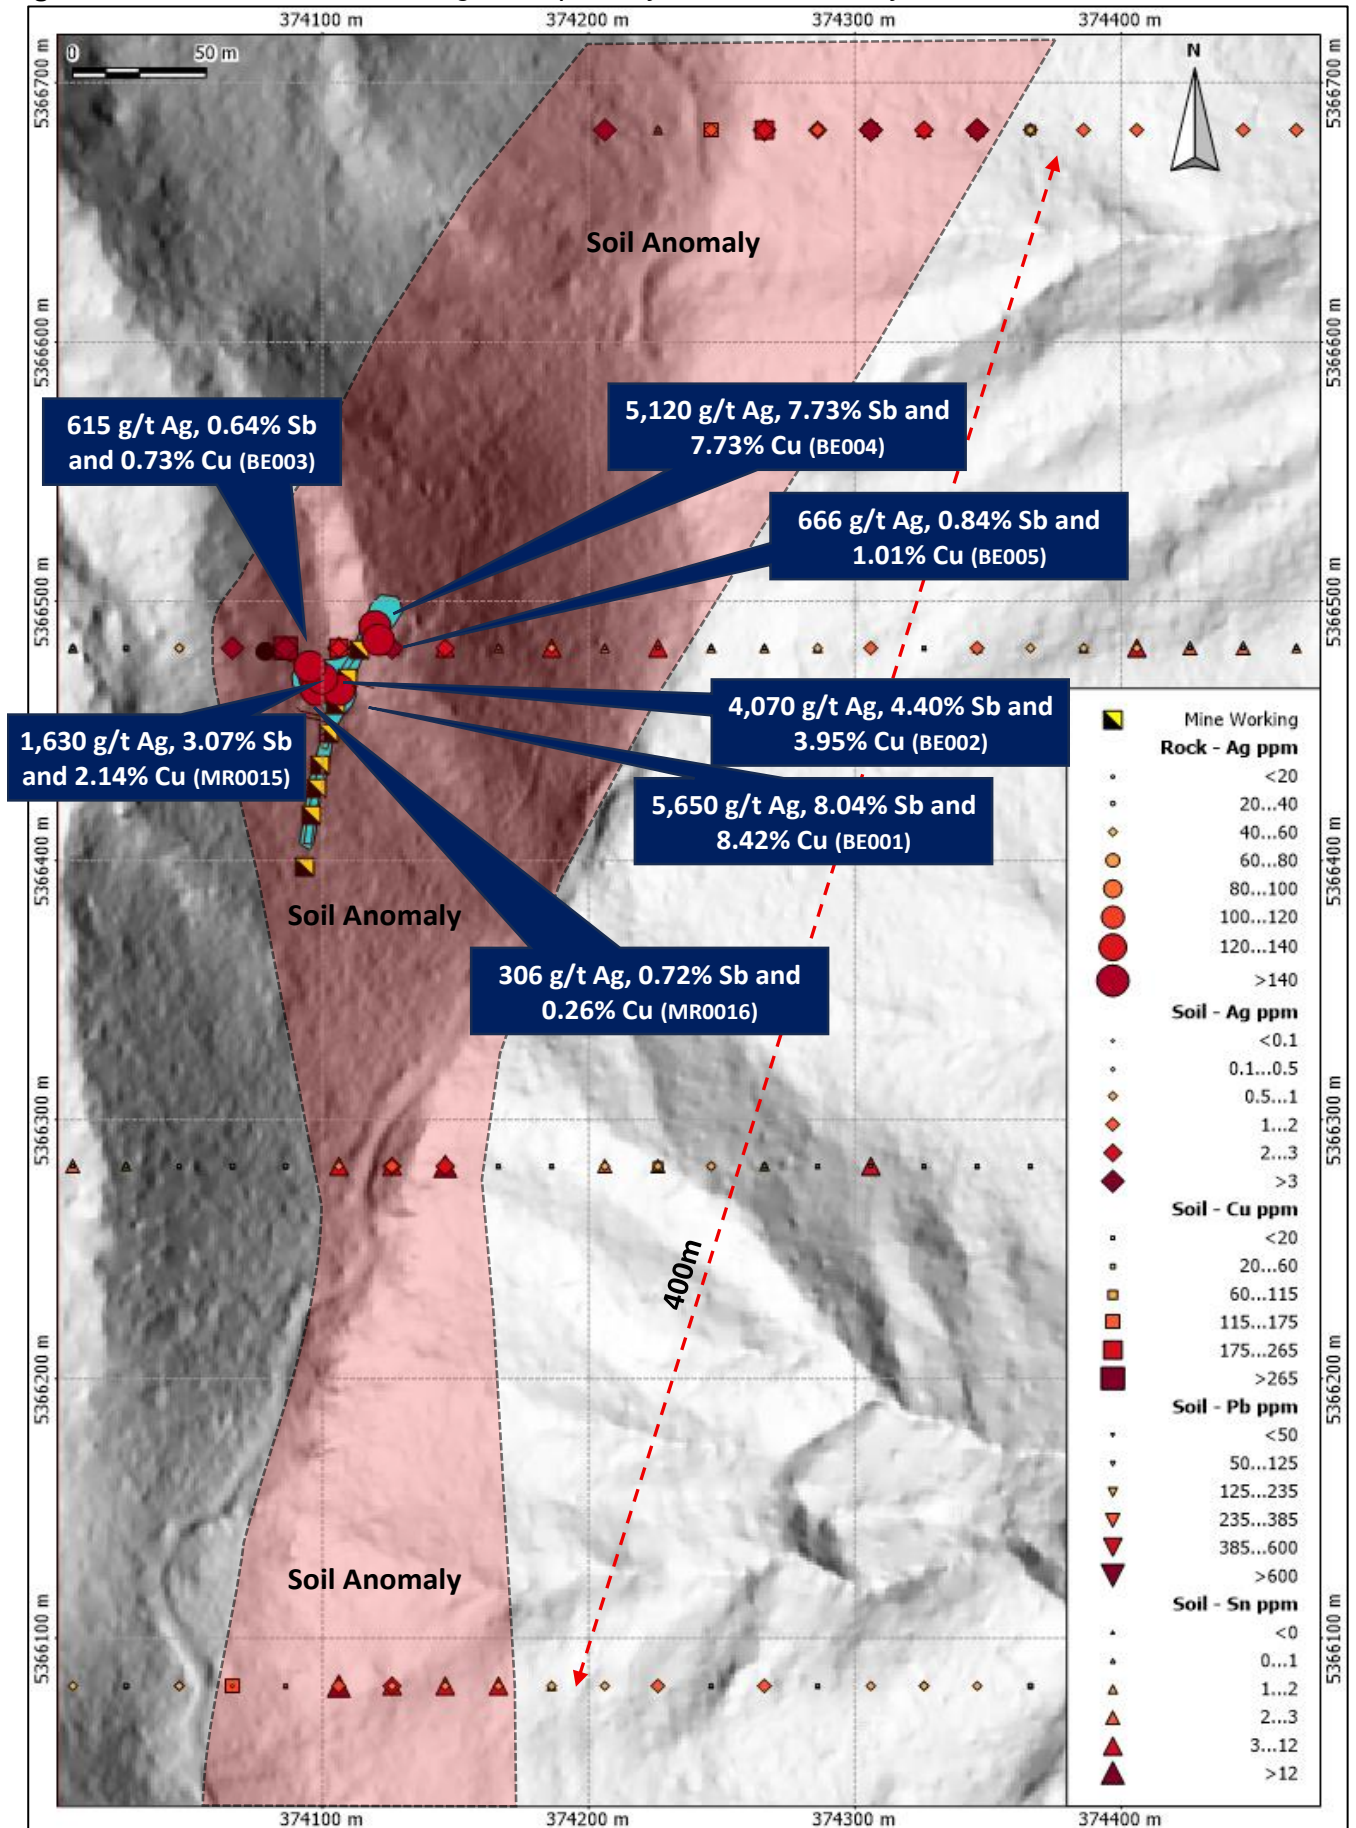 374100 m 374200 m 374300 m 374400 m
0 50 m
N
5366700 m 5366700 m
Soil Anomaly
5366600 m 5366600 m
615 g/t Ag, 0.64% Sb
and 0.73% Cu (BE003)
5,120 g/t Ag, 7.73% Sb and
7.73% Cu (BE004)
666 g/t Ag, 0.84% Sb and
1.01% Cu (BE005)
5366500 m 5366500 m
4,070 g/t Ag, 4.40% Sb and
3.95% Cu (BE002)
1,630 g/t Ag, 3.07% Sb
and 2.14% Cu (MR0015)
5,650 g/t Ag, 8.04% Sb and
8.42% Cu (BE001)
5366400 m 5366400 m
Soil Anomaly
306 g/t Ag, 0.72% Sb and
0.26% Cu (MR0016)
5366300 m 5366300 m
400m
5366200 m 5366200 m
Soil Anomaly
5366100 m 5366100 m
Mine Working
Rock - Ag ppm
<20
20...40
40...60
60...80
80...100
100...120
120...140
>140
Soil - Ag ppm
<0.1
0.1...0.5
0.5...1
1...2
2...3
>3
Soil - Cu ppm
<20
20...60
60...115
115...175
175...265
>265
Soil - Pb ppm
<50
50...125
125...235
235...385
385...600
>600
Soil - Sn ppm
<0
0...1
1...2
2...3
3...12
>12
374100 m 374200 m 374300 m 374400 m